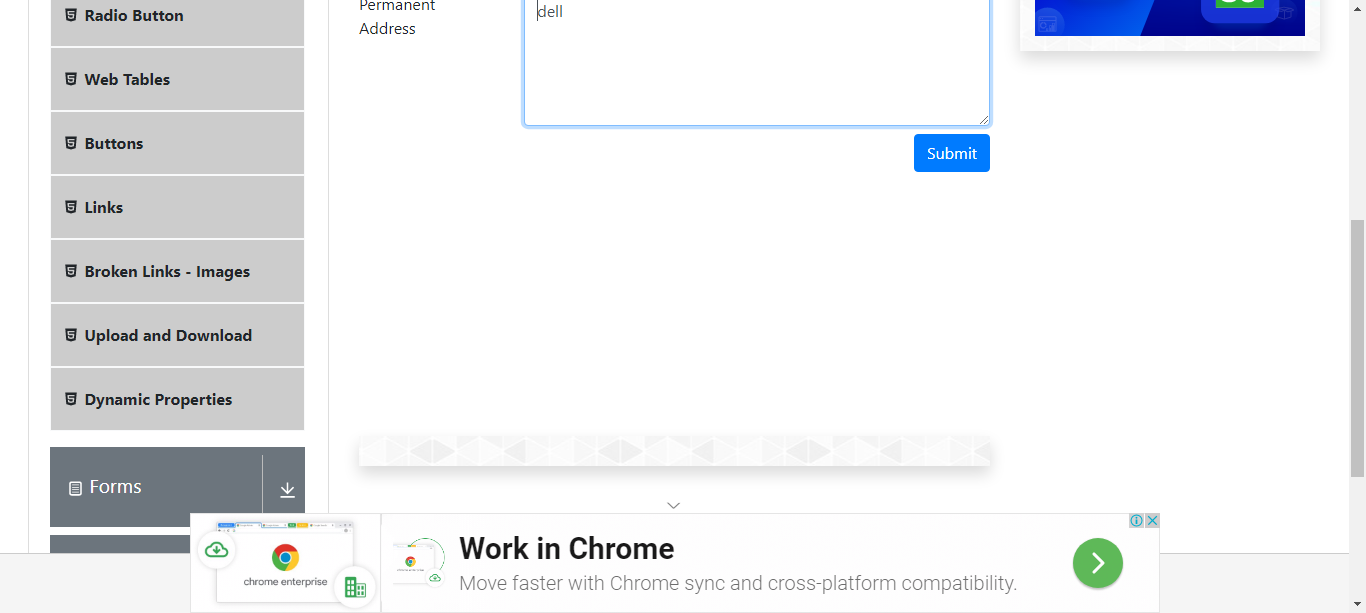 Radio Button
Web Tables
Buttons
Links
Broken Links - Images
Upload and Download
Dynamic Properties
Forms
Permanent
Address
dell
Submit
chrome enterprise
Work in Chrome
Move faster with Chrome sync and cross-platform compatibility.